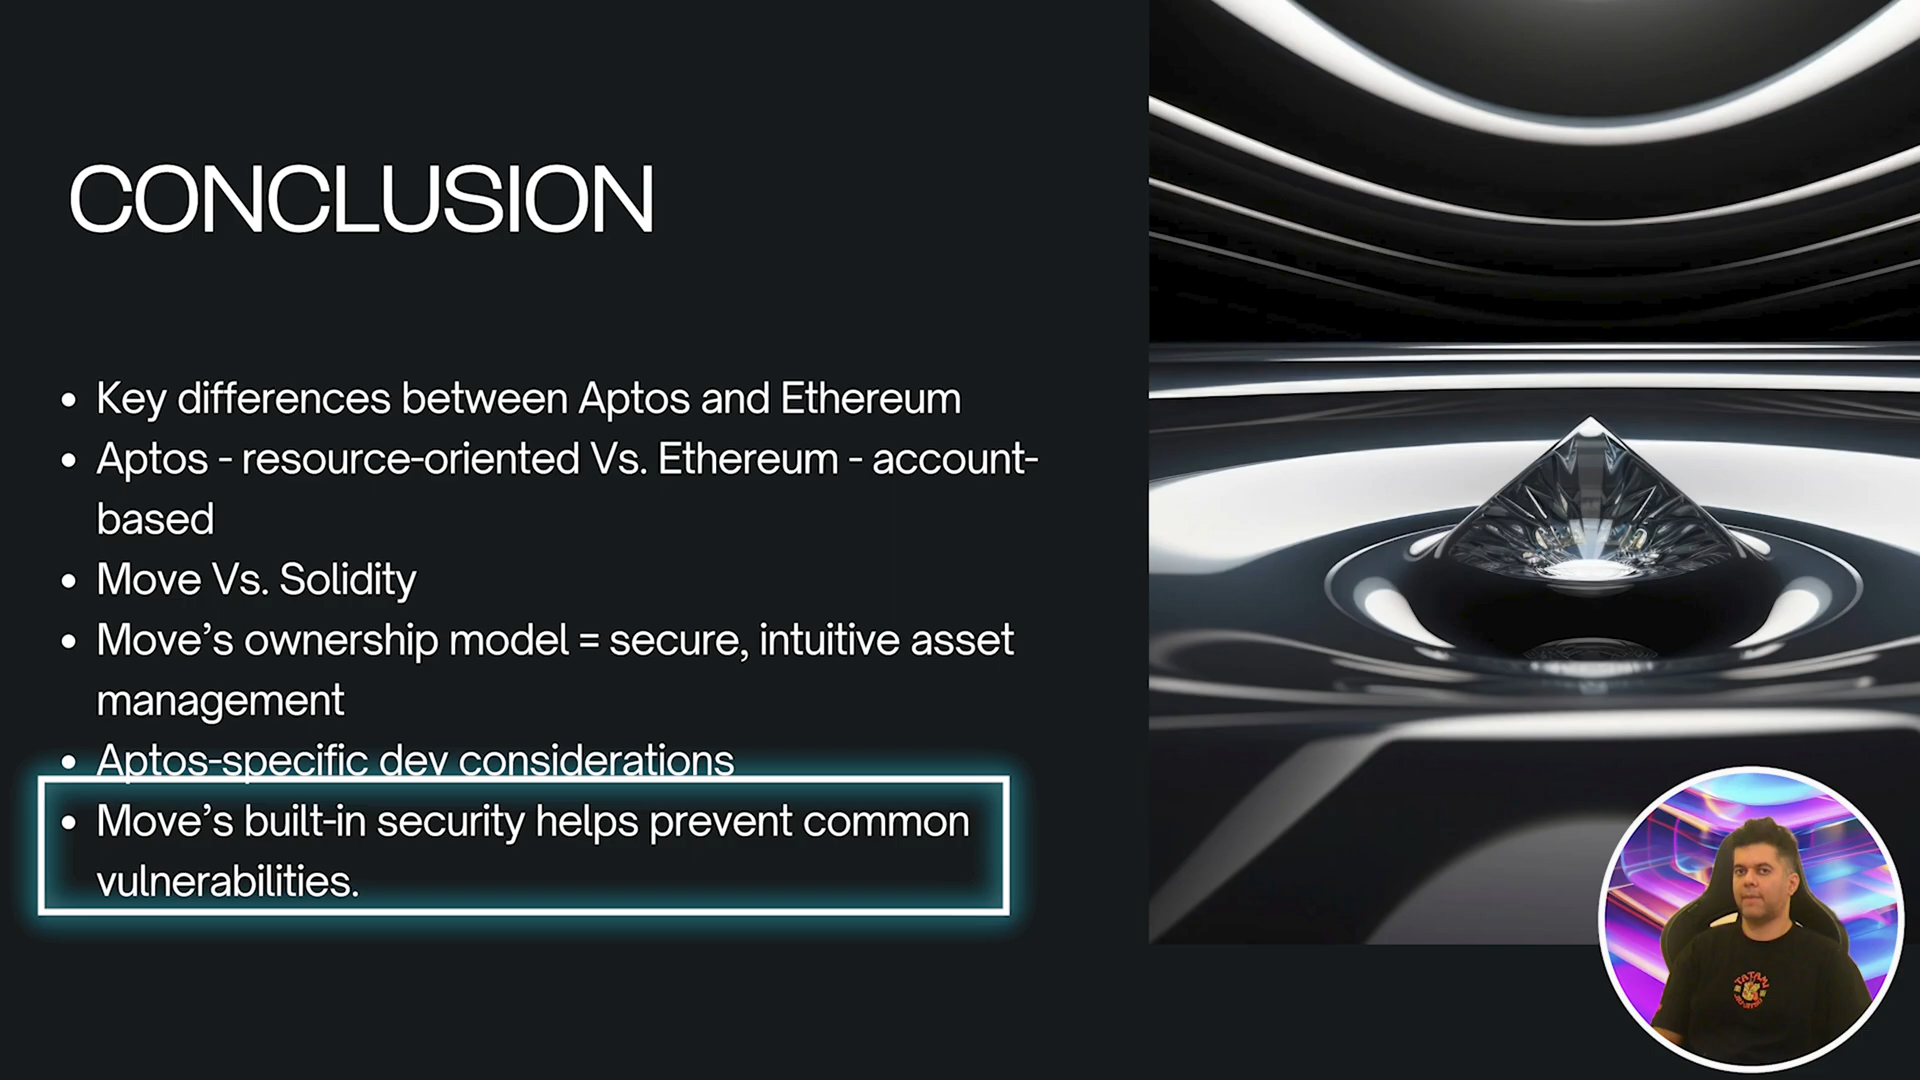 CONCLUSION
• Key differences between Aptos and Ethereum
• Aptos - resource-oriented Vs. Ethereum - account-
based
• Move Vs. Solidity
• Move’s ownership model = secure, intuitive asset
management
• Aptos-specific dev considerations
• Move’s built-in security helps prevent common
vulnerabilities.
TATAMI